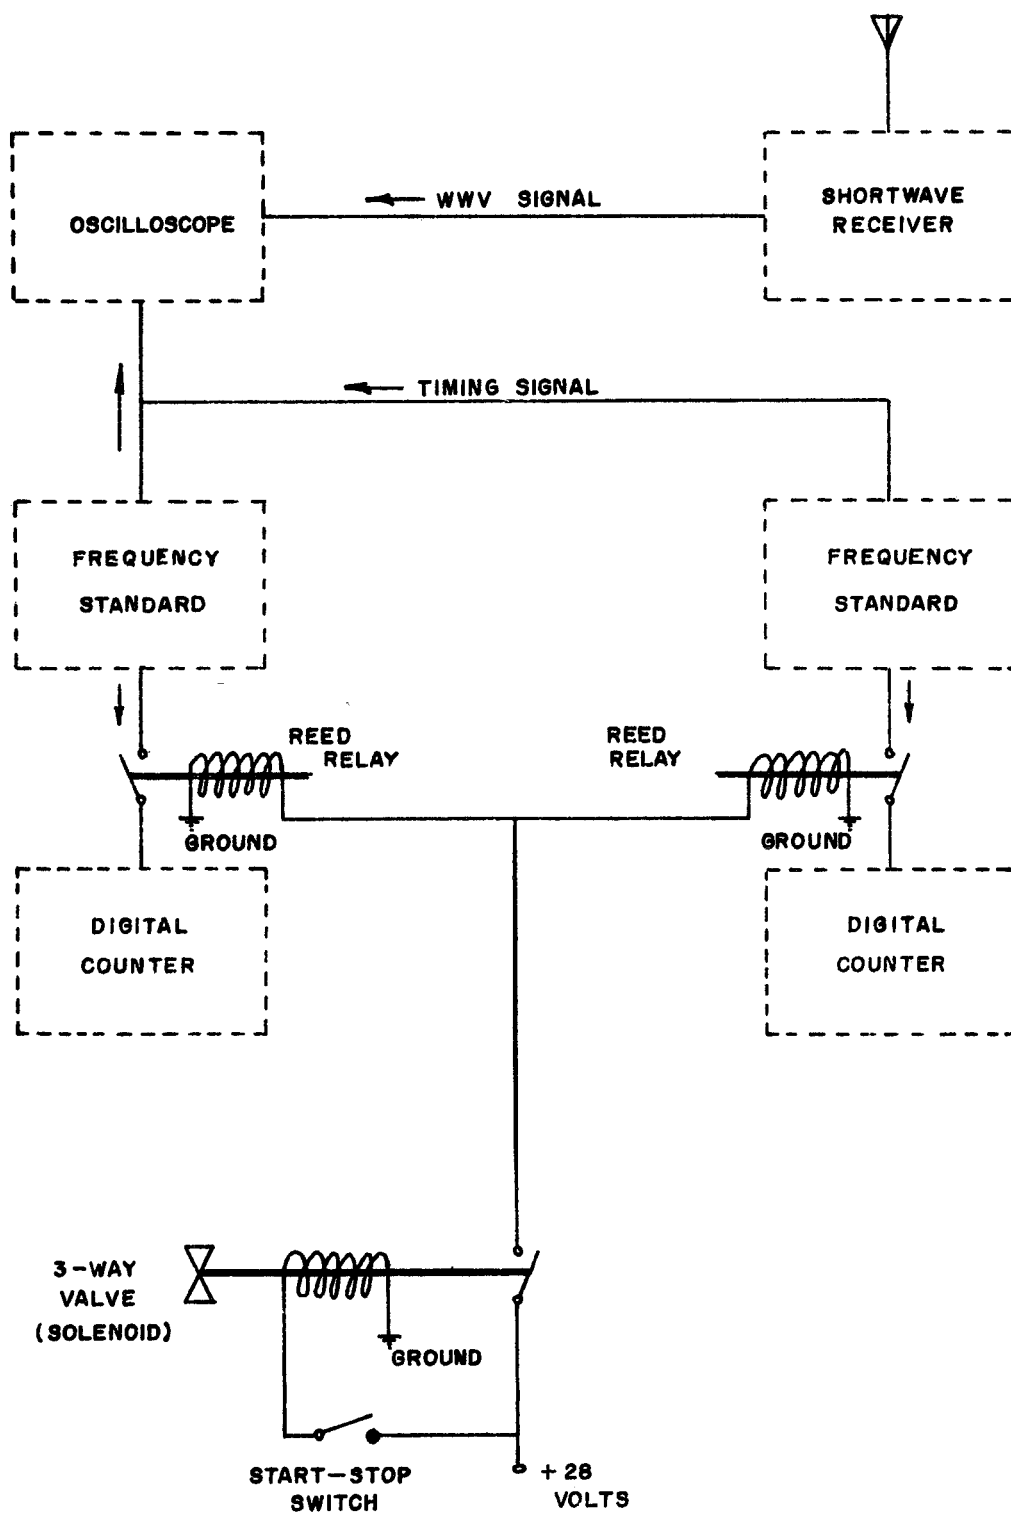 WWV SIGNAL
SHORTWAVE
RECEIVER
OSCILLOSCOPE
TIMING SIGNAL
FREQUENCY
STANDARD
FREQUENCY
STANDARD
REED
RELAY
REED
RELAY
GROUND
GROUND
DIGITAL
COUNTER
DIGITAL
COUNTER
3-WAY
VALVE
(SOLENOID)
GROUND
START-STOP
SWITCH
+28
VOLTS